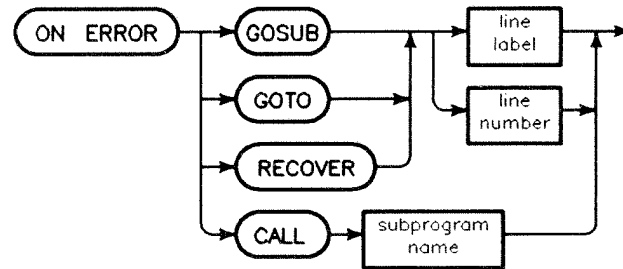 ON ERROR
GOSUB
line
label
GOTO
line
number
RECOVER
CALL
subprogram
name